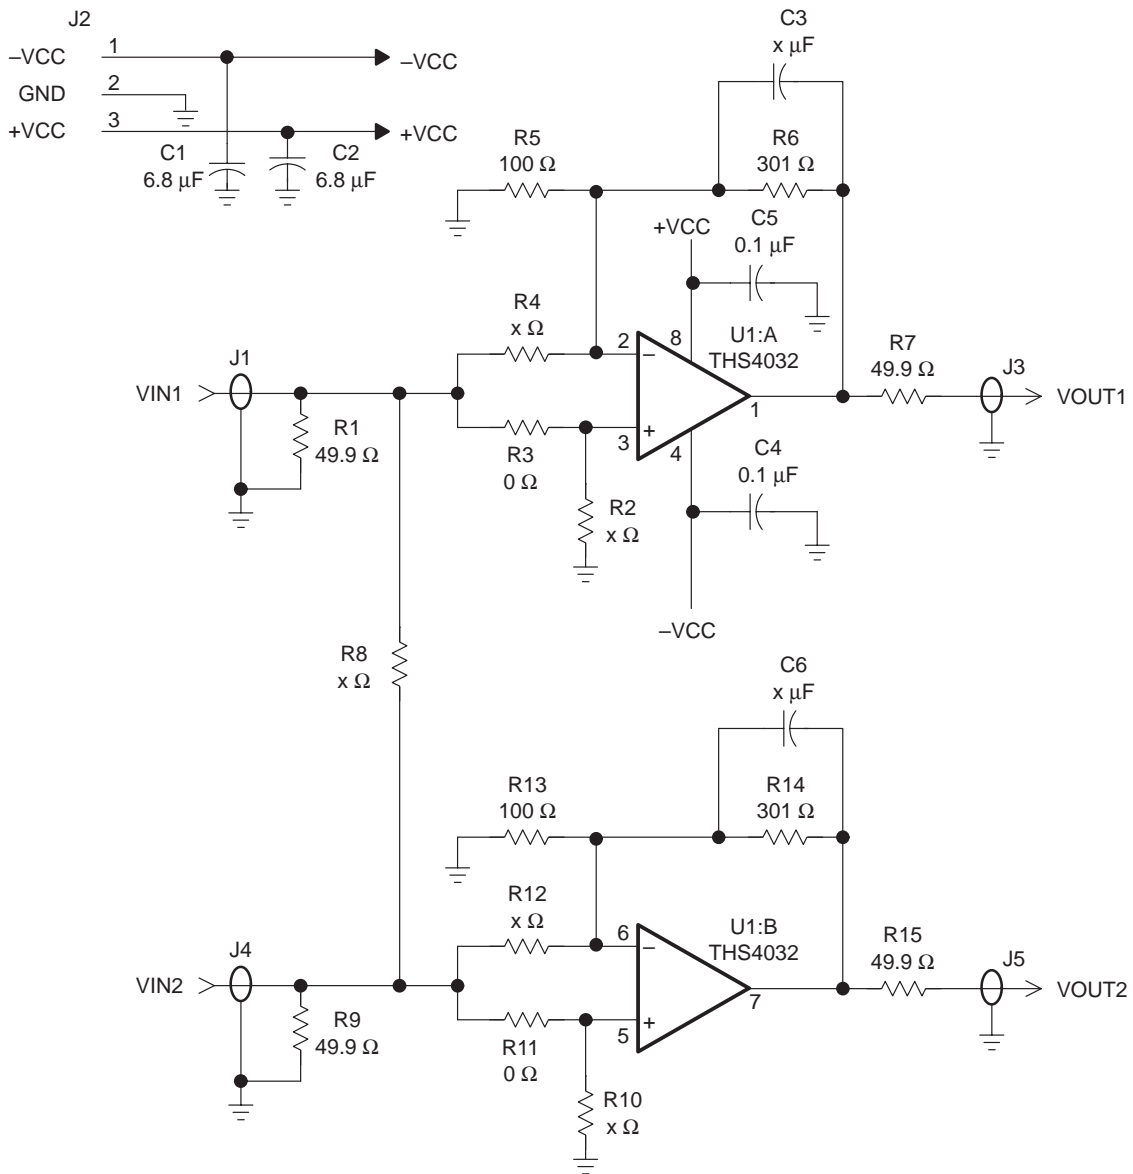 J2
–VCC
1
–VCC
GND
2
+VCC
3
+VCC
C1
6.8 µF
C2
6.8 µF
C3
x µF
R5
100 Ω
R6
301 Ω
+VCC
C5
0.1 µF
R4
x Ω
2
–
8
U1:A
THS4032
R7
49.9 Ω
J1
J3
VIN1
VOUT1
R1
49.9 Ω
1
R3
0 Ω
3
+
4
C4
0.1 µF
R2
x Ω
–VCC
R8
x Ω
C6
x µF
R13
100 Ω
R14
301 Ω
R12
x Ω
6
–
U1:B
THS4032
R15
49.9 Ω
J4
J5
VIN2
VOUT2
R9
49.9 Ω
7
R11
0 Ω
5
+
R10
x Ω